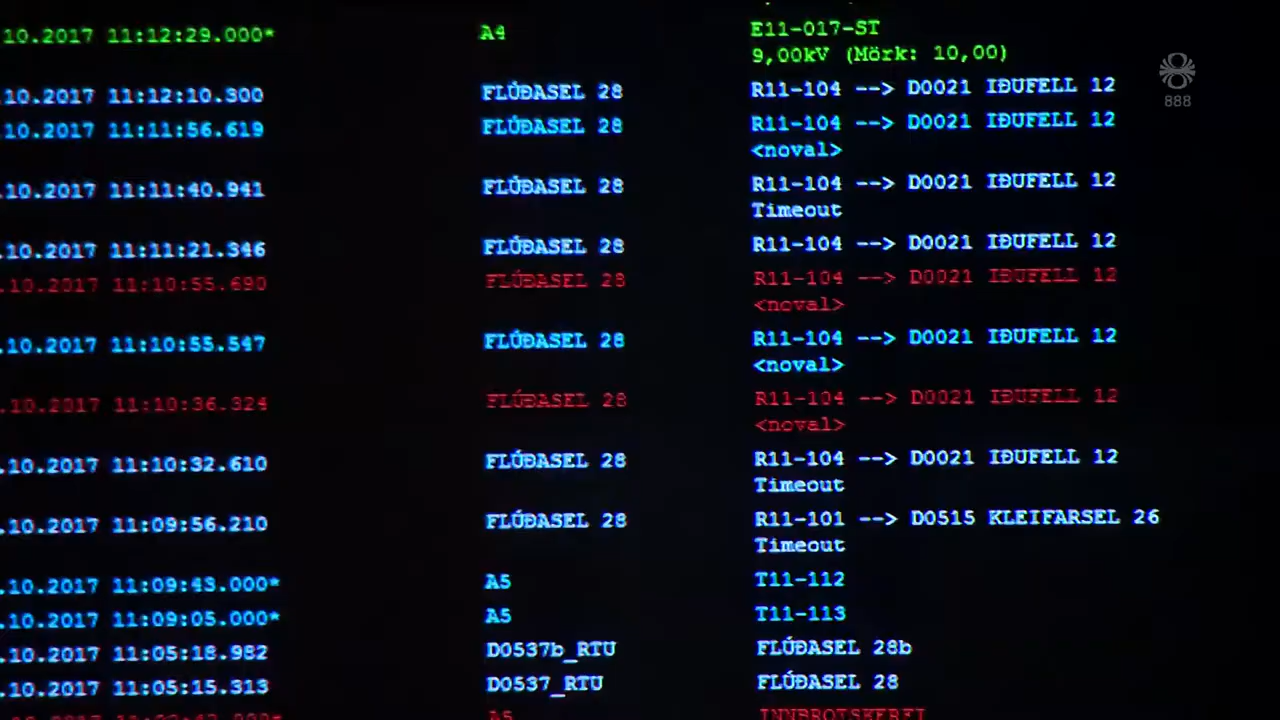 10.2017 11:12:29.000* A4 E11-017-ST
9,00kV (Mörk: 10,00)
.10.2017 11:12:10.300 FLÚÐASEL 28 R11-104 --> D0021 IÐUFELL 12
.10.2017 11:11:56.619 FLÚÐASEL 28 R11-104 --> D0021 IÐUFELL 12
<noval>
.10.2017 11:11:40.941 FLÚÐASEL 28 R11-104 --> D0021 IÐUFELL 12
Timeout
.10.2017 11:11:21.346 FLÚÐASEL 28 R11-104 --> D0021 IÐUFELL 12
.10.2017 11:10:55.690 FLÚÐASEL 28 R11-104 --> D0021 IÐUFELL 12
<noval>
.10.2017 11:10:55.547 FLÚÐASEL 28 R11-104 --> D0021 IÐUFELL 12
<noval>
.10.2017 11:10:36.324 FLÚÐASEL 28 R11-104 --> D0021 IÐUFELL 12
<noval>
.10.2017 11:10:32.610 FLÚÐASEL 28 R11-104 --> D0021 IÐUFELL 12
Timeout
.10.2017 11:09:56.210 FLÚÐASEL 28 R11-101 --> D0515 KLEIFARSEL 26
Timeout
.10.2017 11:09:43.000* A5 T11-112
.10.2017 11:09:05.000* A5 T11-113
.10.2017 11:05:18.982 D0537b_RTU FLÚÐASEL 28b
.10.2017 11:05:15.313 D0537_RTU FLÚÐASEL 28
A5 INNBROTSKERFI
888